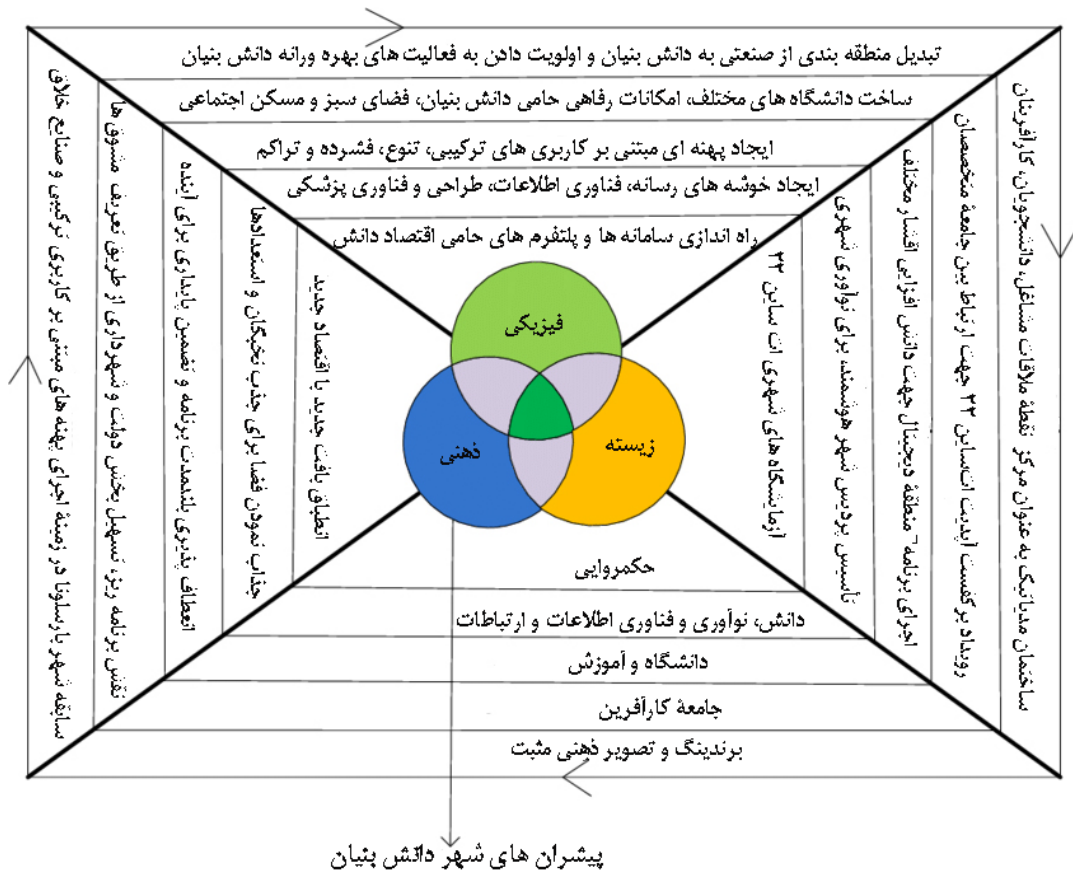 تبدیل منطقه بندی از صنعتی به دانش بنیان و اولویت دادن به فعالیت های بهره ورانه دانش بنیان
ساخت دانشگاه های مختلف، امکانات رفاهی حامی دانش بنیان، فضای سبز و مسکن اجتماعی
ایجاد پهنه ای مبتنی بر کاربری های ترکیبی، تنوع، فشرده و تراکم
ایجاد خوشه های رسانه، فناوری اطلاعات، طراحی و فناوری پزشکی
راه اندازی سامانه ها و پلتفرم های حامی اقتصاد دانش
ساختمان مدیاتیک به عنوان مرکز نقطهٔ ملاقات مشاغل، دانشجویان، کارآفرینان
رویداد برکفست آپدیت ات‌ساین ۲۲ جهت ارتباط بین جامعهٔ متخصصان
اجرای برنامه "منطقهٔ دیجیتال جهت دانش افزایی اقشار مختلف
تأسیس پردیس شهر هوشمند، برای نوآوری شهری
آزمایشگاه های شهری ات ساین ۲۲
فیزیکی
ذهنی
زیسته
انطباق بافت جدید با اقتصاد جدید
جذاب نمودن فضا برای جذب نخبگان و استعدادها
انعطاف پذیری بلندمدت برنامه و تضمین پایداری برای آینده
نقش برنامه ریز، تسهیل بخش دولت و شهرداری از طریق تعریف مشوق ها
سابقه شهر بارسلونا در زمینهٔ اجرای پهنه های مبتنی بر کاربری ترکیبی و صنایع خلاق
حکمروایی
دانش، نوآوری و فناوری اطلاعات و ارتباطات
دانشگاه و آموزش
جامعهٔ کارآفرین
برندینگ و تصویر ذهنی مثبت
پیشران های شهر دانش بنیان